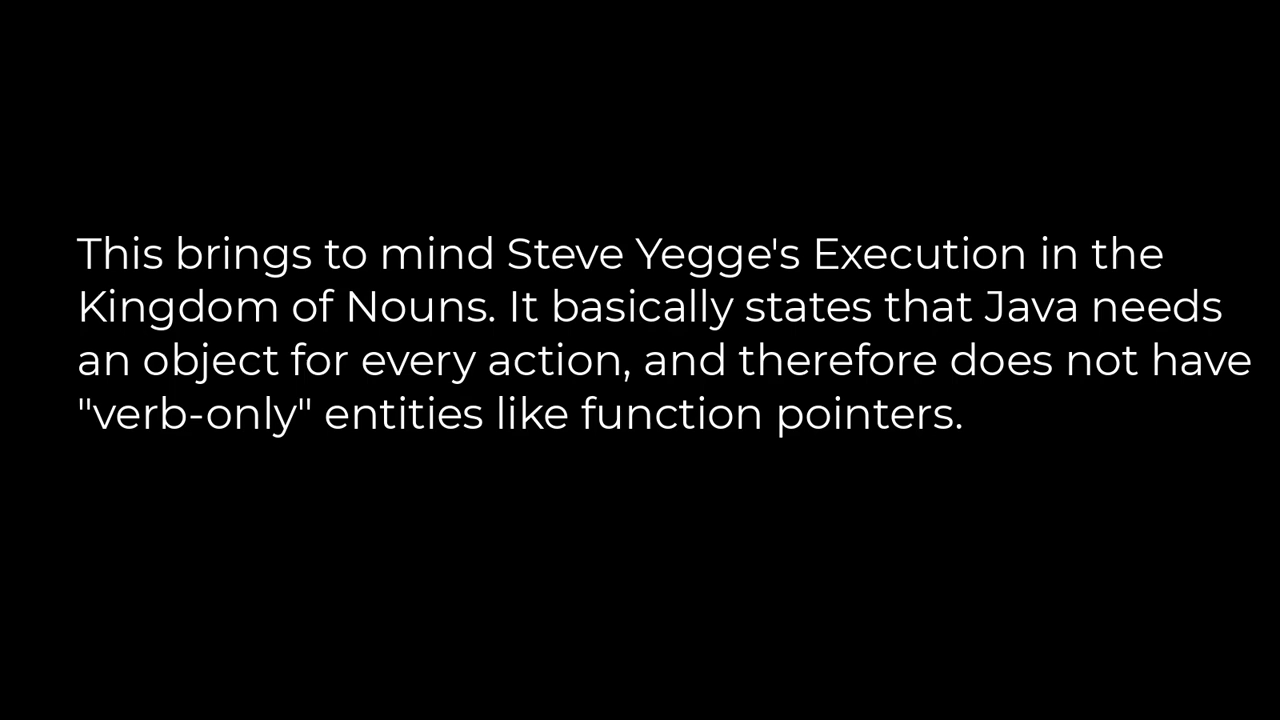 This brings to mind Steve Yegge's Execution in the
Kingdom of Nouns. It basically states that Java needs
an object for every action, and therefore does not have
"verb-only" entities like function pointers.